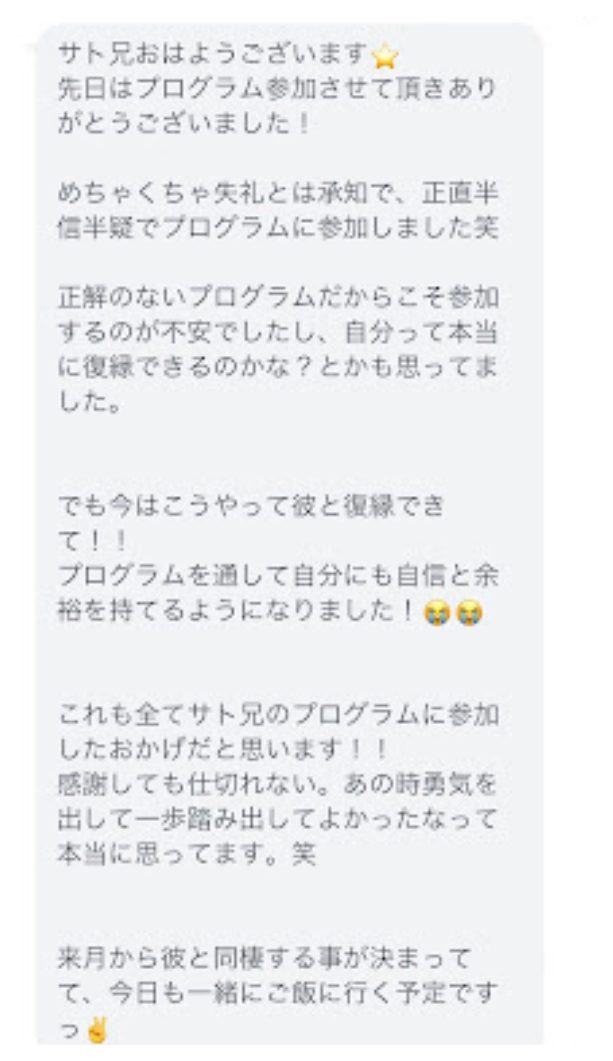 サト兄おはようございます⭐
先日はプログラム参加させて頂きあり
がとうございました！
めちゃくちゃ失礼とは承知で、正直半
信半疑でプログラムに参加しました笑
正解のないプログラムだからこそ参加
するのが不安でしたし、自分って本当
に復縁できるのかな？とかも思ってま
した。
でも今はこうやって彼と復縁でき
て！！
プログラムを通して自分にも自信と余
裕を持てるようになりました！😭😭
これも全てサト兄のプログラムに参加
したおかげだと思います！！
感謝しても仕切れない。あの時勇気を
出して一歩踏み出してよかったなって
本当に思ってます。笑
来月から彼と同棲する事が決まって
て、今日も一緒にご飯に行く予定です
っ✌